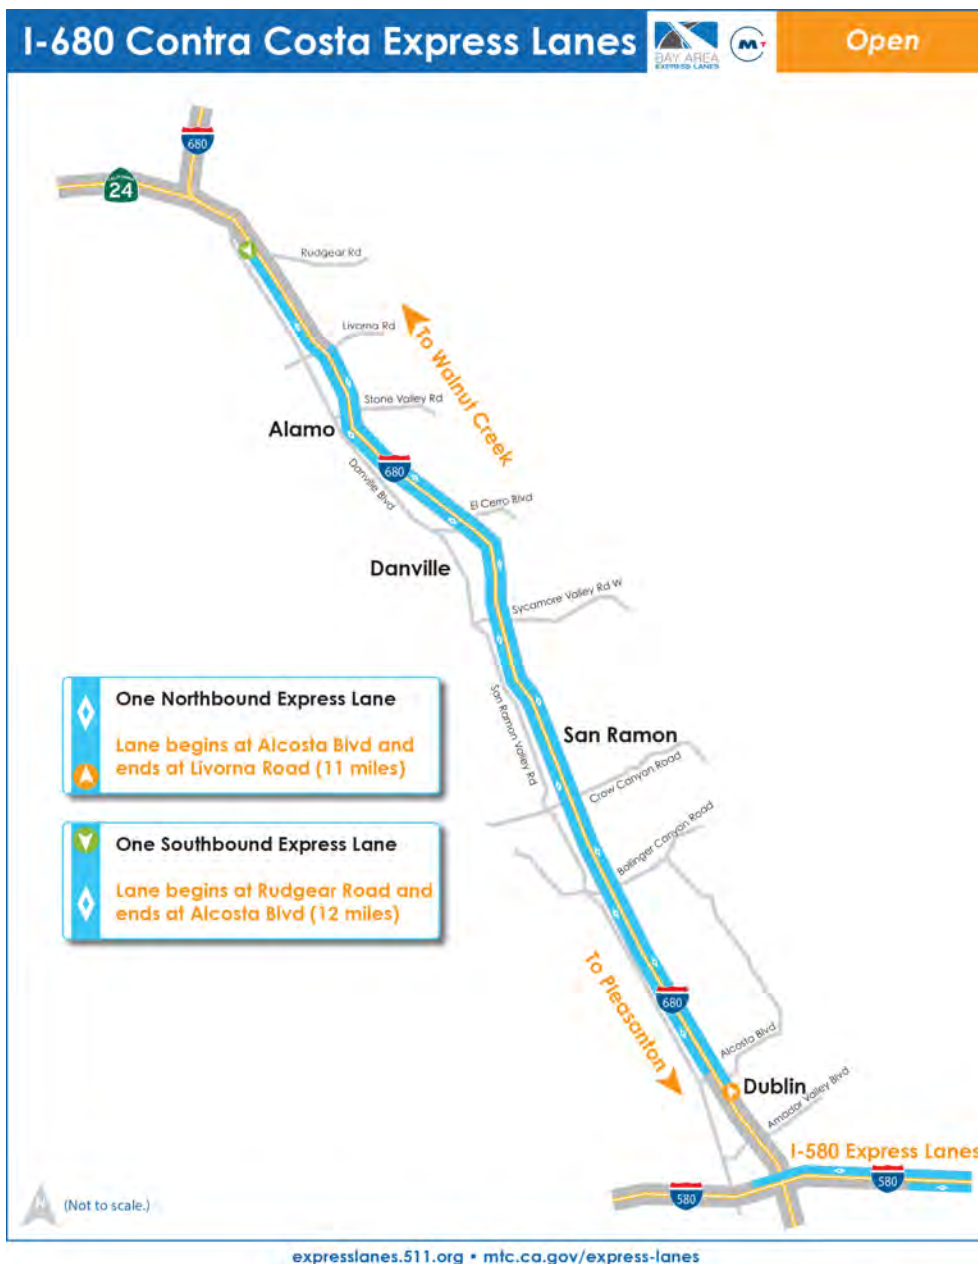 I-680 Contra Costa Express Lanes
BAY AREA
EXPRESS LANES
MT
Open
680
CALIFORNIA
24
Rudgear Rd
Livorna Rd
To Walnut Creek
Stone Valley Rd
Alamo
680
Danville Blvd
El Cerro Blvd
Danville
Sycamore Valley Rd W
One Northbound Express Lane
Lane begins at Alcosta Blvd and
ends at Livorna Road (11 miles)
San Ramon Valley Rd
San Ramon
Crow Canyon Road
Bollinger Canyon Road
One Southbound Express Lane
Lane begins at Rudgear Road and
ends at Alcosta Blvd (12 miles)
To Pleasanton
680
Alcosta Blvd
Dublin
Amador Valley Blvd
I-580 Express Lanes
580
580
N
(Not to scale.)
expresslanes.511.org • mtc.ca.gov/express-lanes